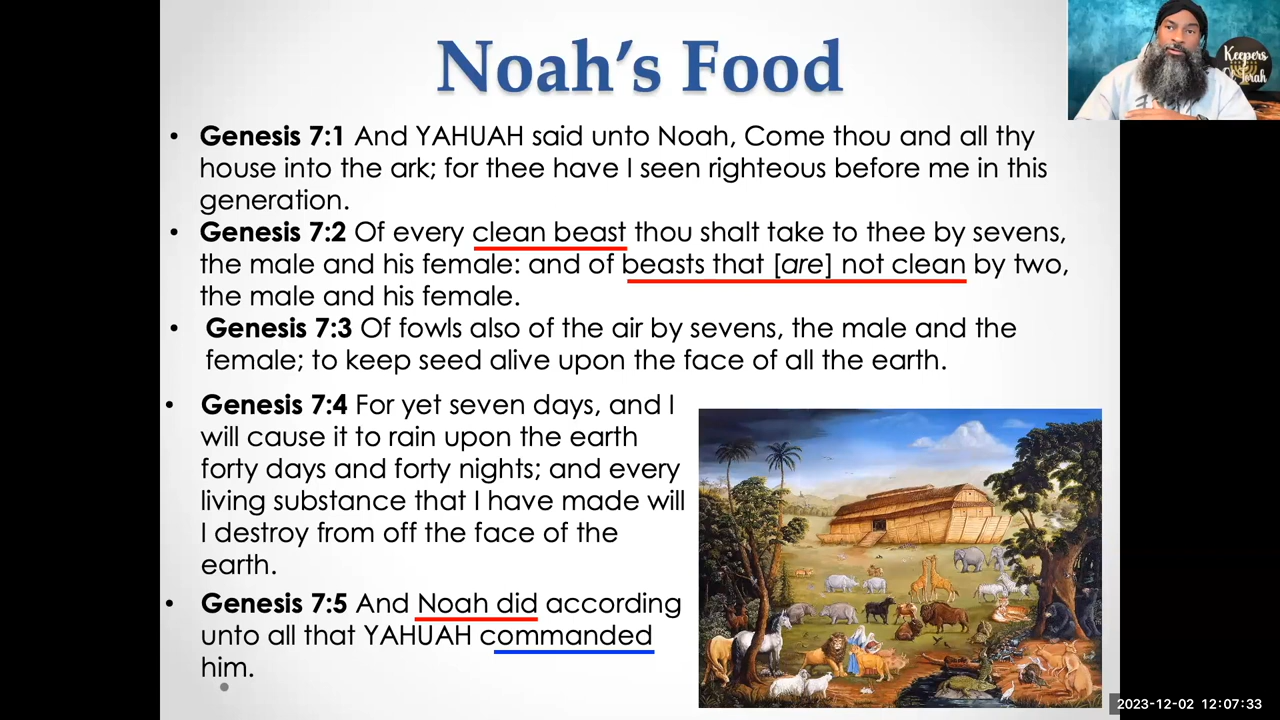 Noah's Food
Keepers
Of Torah
• Genesis 7:1 And YAHUAH said unto Noah, Come thou and all thy
house into the ark; for thee have I seen righteous before me in this
generation.
• Genesis 7:2 Of every clean beast thou shalt take to thee by sevens,
the male and his female: and of beasts that [are] not clean by two,
the male and his female.
• Genesis 7:3 Of fowls also of the air by sevens, the male and the
female; to keep seed alive upon the face of all the earth.
• Genesis 7:4 For yet seven days, and I
will cause it to rain upon the earth
forty days and forty nights; and every
living substance that I have made will
I destroy from off the face of the
earth.
• Genesis 7:5 And Noah did according
unto all that YAHUAH commanded
him.
2023-12-02 12:07:33